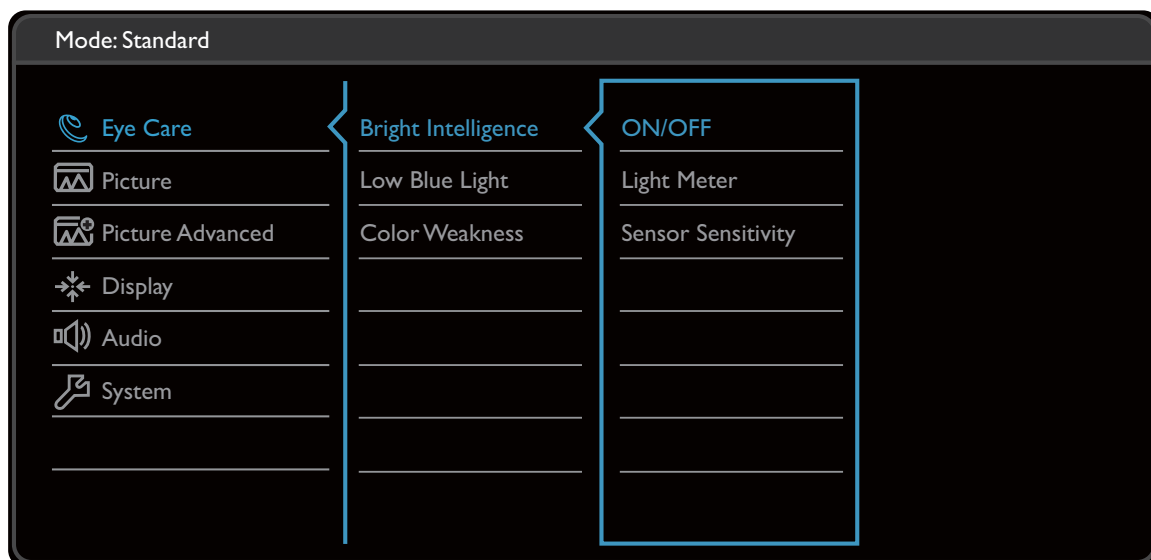 Mode: Standard
Eye Care
Bright Intelligence
ON/OFF
Picture
Low Blue Light
Light Meter
Picture Advanced
Color Weakness
Sensor Sensitivity
Display
Audio
System